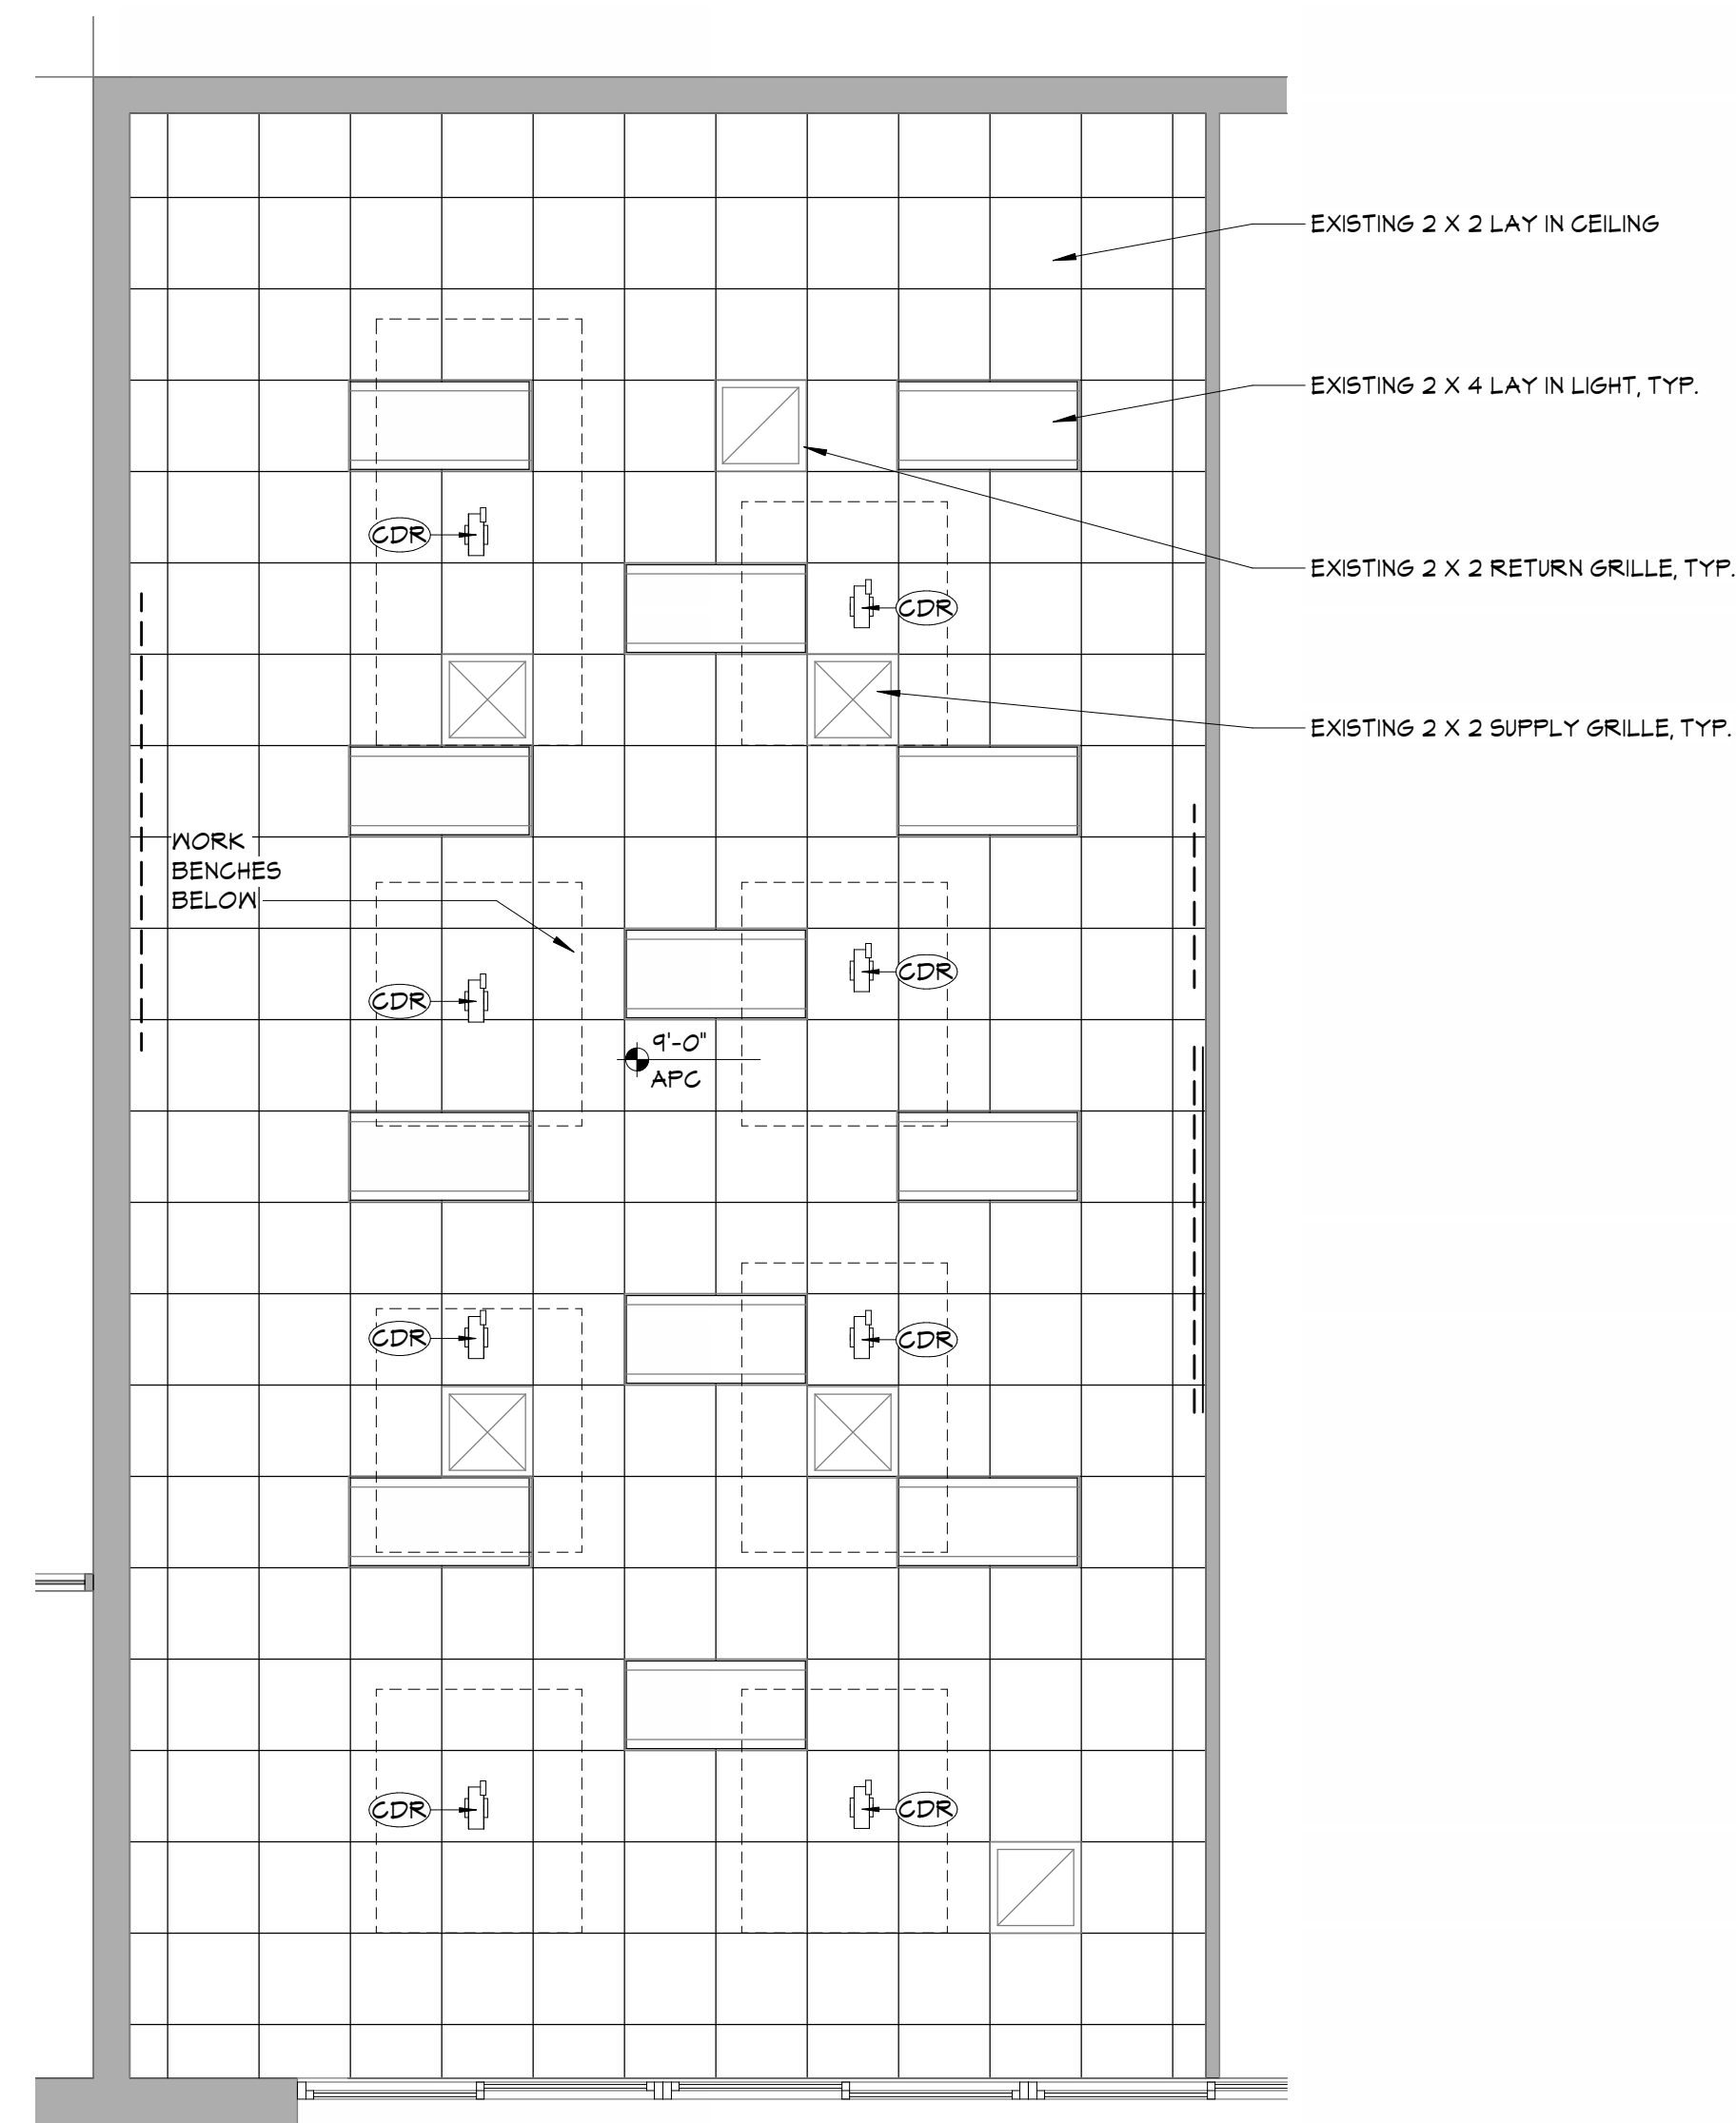 EXISTING 2 X 2 LAY IN CEILING
EXISTING 2 X 4 LAY IN LIGHT, TYP.
CDR
EXISTING 2 X 2 RETURN GRILLE, TYP.
CDR
EXISTING 2 X 2 SUPPLY GRILLE, TYP.
WORK
BENCHES
BELOW
CDR
CDR
9'-0"
APC
CDR
CDR
CDR
CDR